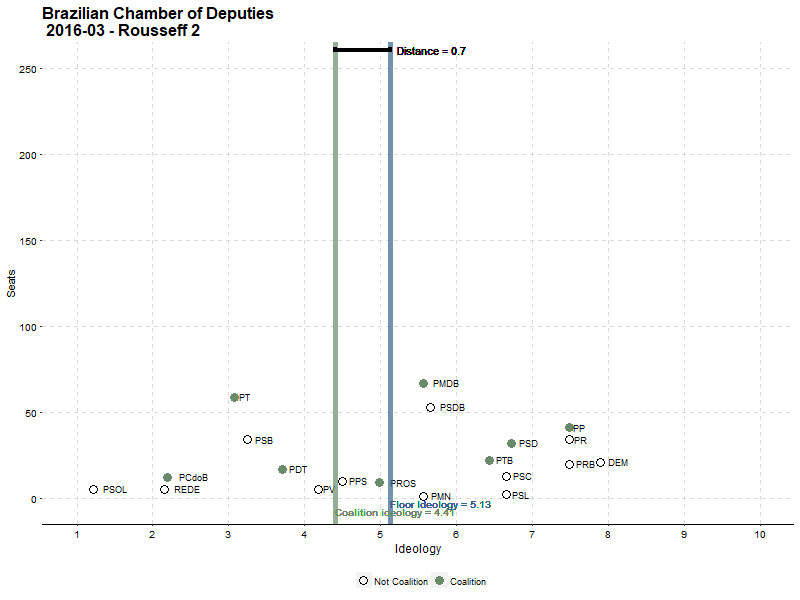 Brazilian Chamber of Deputies
2016-03 - Rousseff 2
Distance = 0.7
250
200
150
100
50
0
Seats
PMDB
PT
PSDB
PSB
PP
PR
PSD
PTB
PRB
DEM
PDT
PCdoB
PSC
PPS
PROS
PSOL
REDE
PV
PMN
PSL
Floor Ideology = 5.13
Coalition ideology = 4.41
1 2 3 4 5 6 7 8 9 10
Ideology
Not Coalition Coalition